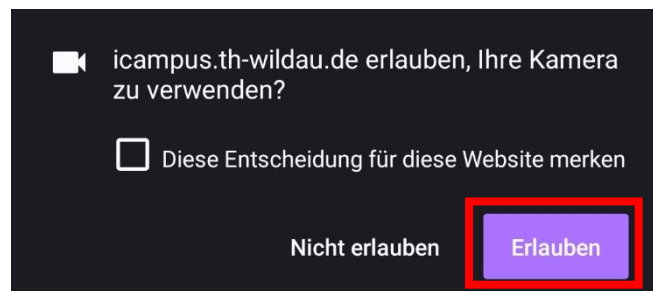 icampus.th-wildau.de erlauben, Ihre Kamera
zu verwenden?
Diese Entscheidung für diese Website merken
Nicht erlauben Erlauben